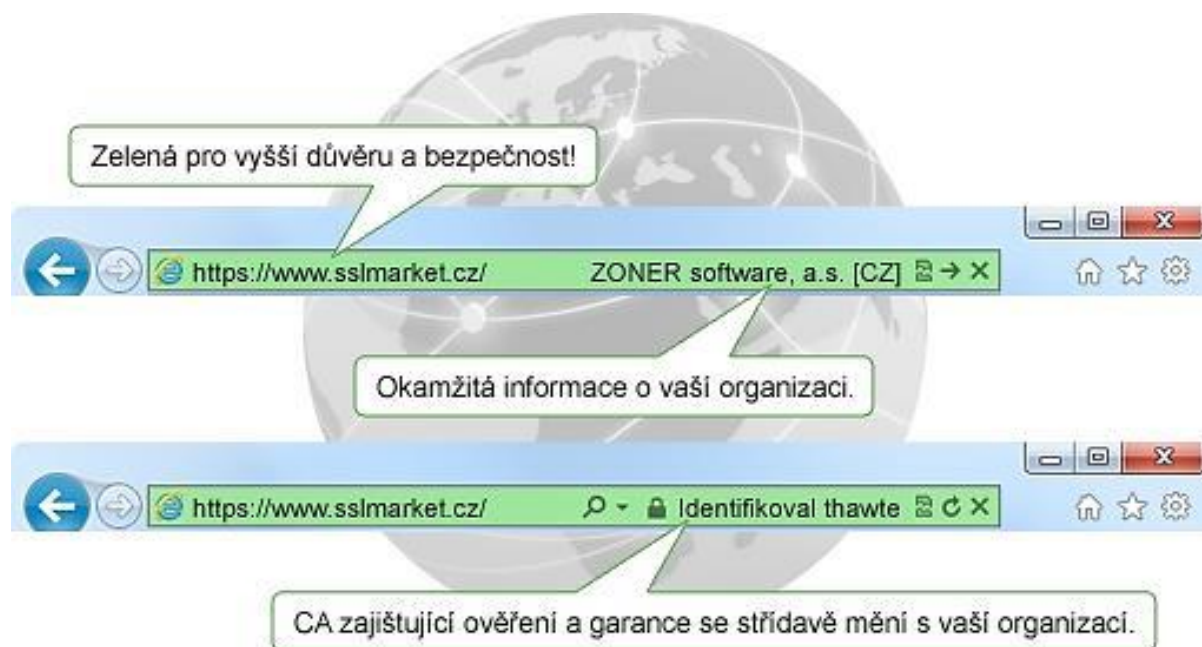 Zelená pro vyšší důvěru a bezpečnost!
https://www.sslmarket.cz/ ZONER software, a.s. [CZ]
Okamžitá informace o vaší organizaci.
https://www.sslmarket.cz/ Identifikoval thawte
CA zajištující ověření a garance se střídavě mění s vaší organizací.